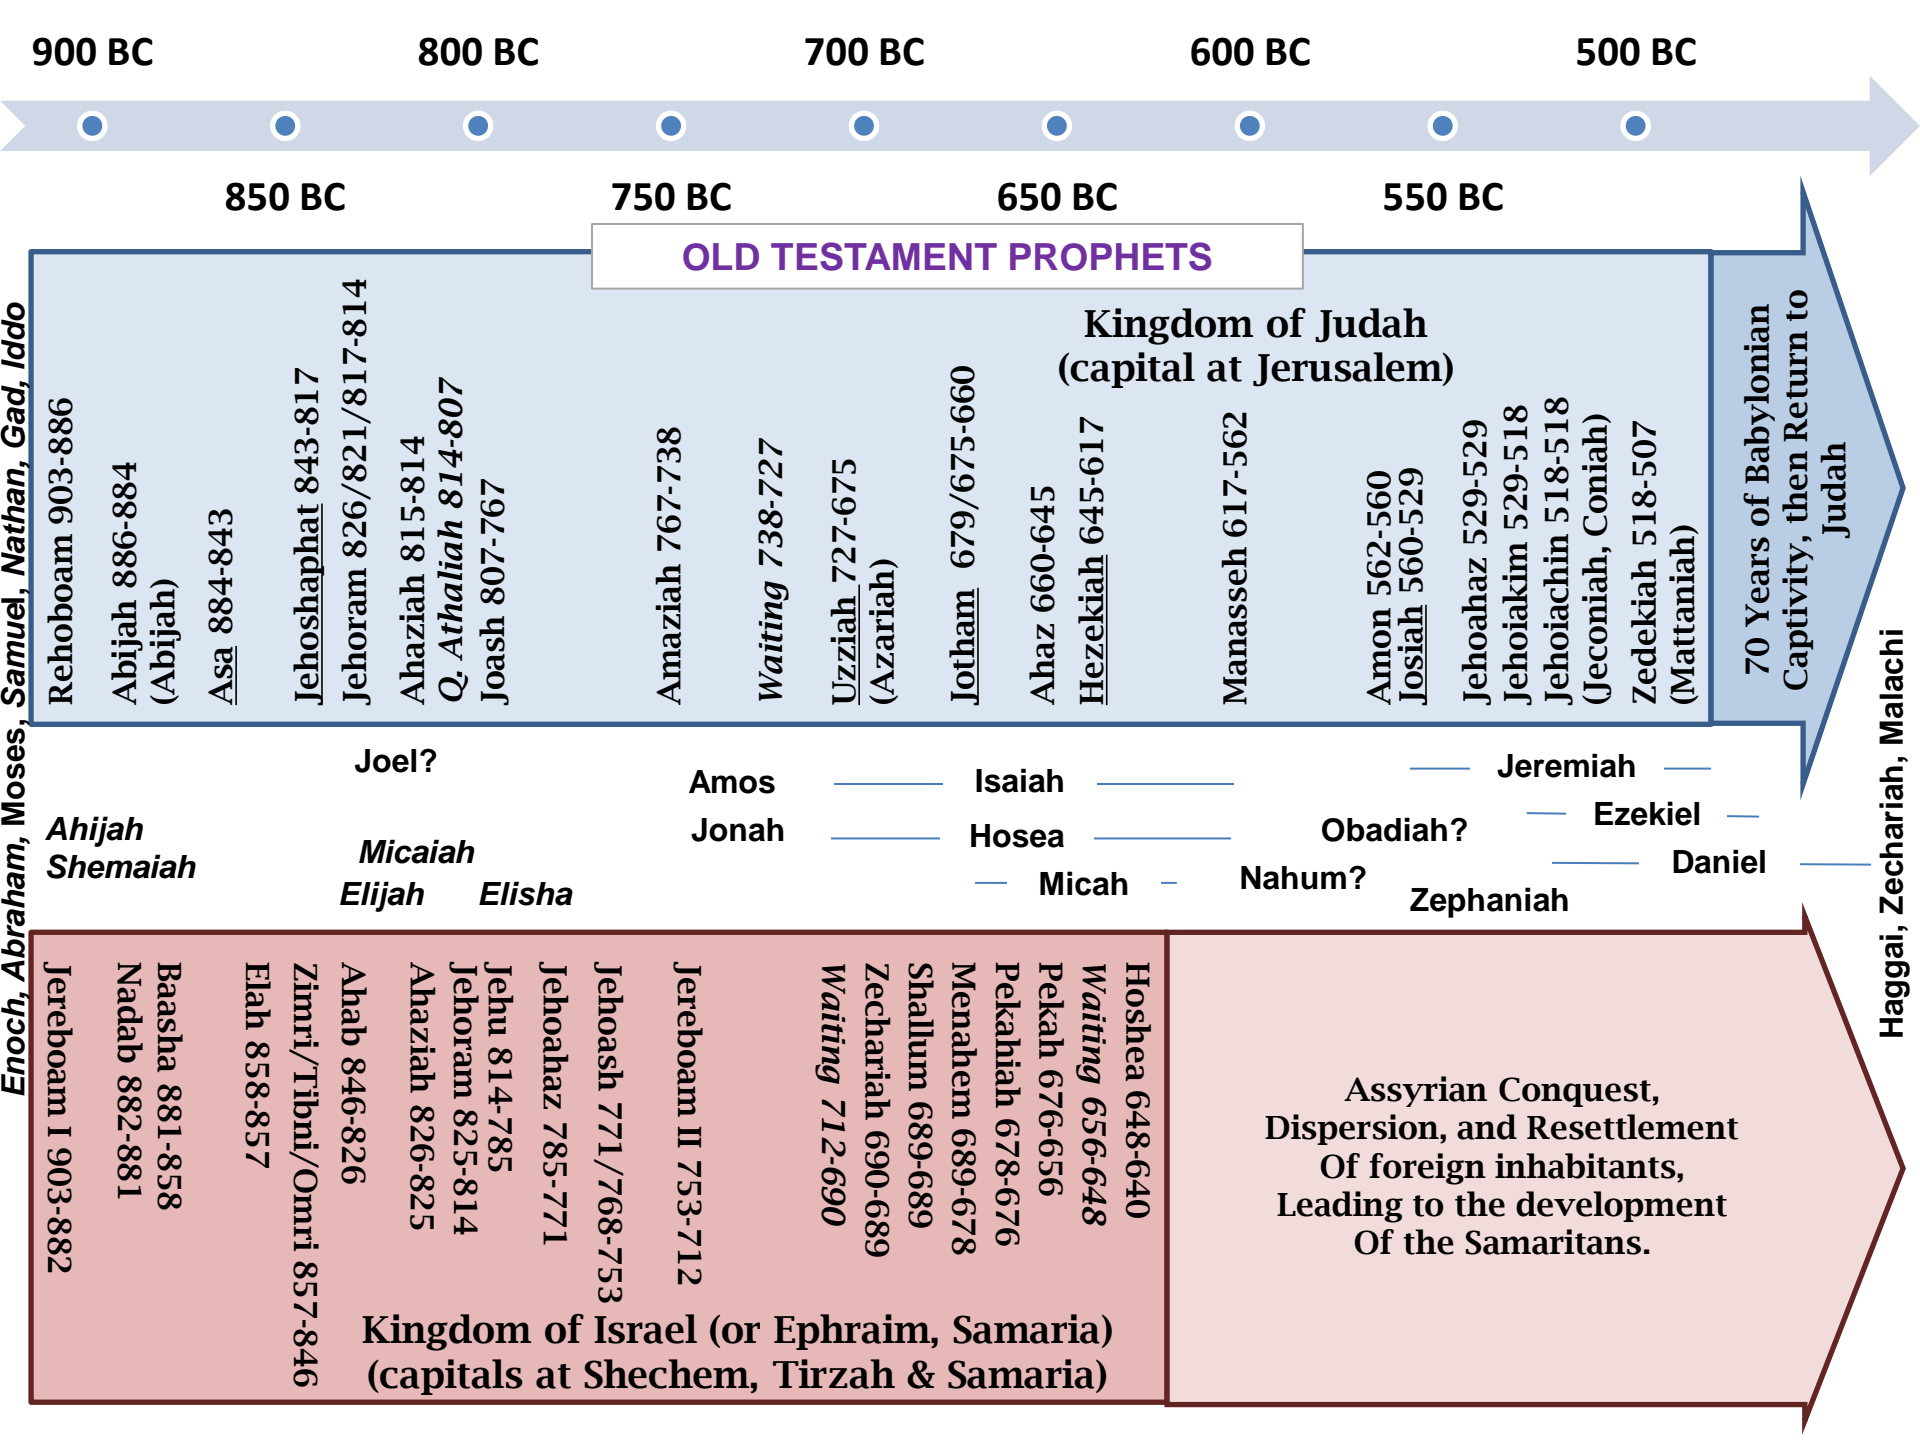 900 BC
800 BC
700 BC
600 BC
500 BC
850 BC
750 BC
650 BC
550 BC
OLD TESTAMENT PROPHETS
Kingdom of Judah
(capital at Jerusalem)
Enoch, Abraham, Moses, Samuel, Nathan, Gad, Iddo
Rehoboam 903-886
Abijah 886-884
(Abijah)
Asa 884-843
Jehoshaphat 843-817
Jehoram 826/821/817-814
Ahaziah 815-814
Q. Athaliah 814-807
Joash 807-767
Amaziah 767-738
Waiting 738-727
Uzziah 727-675
(Azariah)
Jotham 679/675-660
Ahaz 660-645
Hezekiah 645-617
Manasseh 617-562
Amon 562-560
Josiah 560-529
Jehoahaz 529-529
Jehoiakim 529-518
Jehoiachin 518-518
(Jeconiah, Coniah)
Zedekiah 518-507
(Mattaniah)
70 Years of Babylonian
Captivity, then Return to
Judah
Joel?
Amos
Isaiah
Jeremiah
Ahijah
Shemaiah
Jonah
Hosea
Obadiah?
Ezekiel
Micaiah
Elijah
Elisha
Micah
Nahum?
Zephaniah
Daniel
Haggai, Zechariah, Malachi
Jereboam I 903-882
Nadab 882-881
Baasha 881-858
Elah 858-857
Zimri/Tibni/Omri 857-846
Ahab 846-826
Ahaziah 826-825
Jehoram 825-814
Jehu 814-785
Jehoahaz 785-771
Jehoash 771/768-753
Jereboam II 753-712
Waiting 712-690
Zechariah 690-689
Shallum 689-689
Menahem 689-678
Pekahiah 678-676
Pekah 676-656
Waiting 656-648
Hoshea 648-640
Kingdom of Israel (or Ephraim, Samaria)
(capitals at Shechem, Tirzah & Samaria)
Assyrian Conquest,
Dispersion, and Resettlement
Of foreign inhabitants,
Leading to the development
Of the Samaritans.